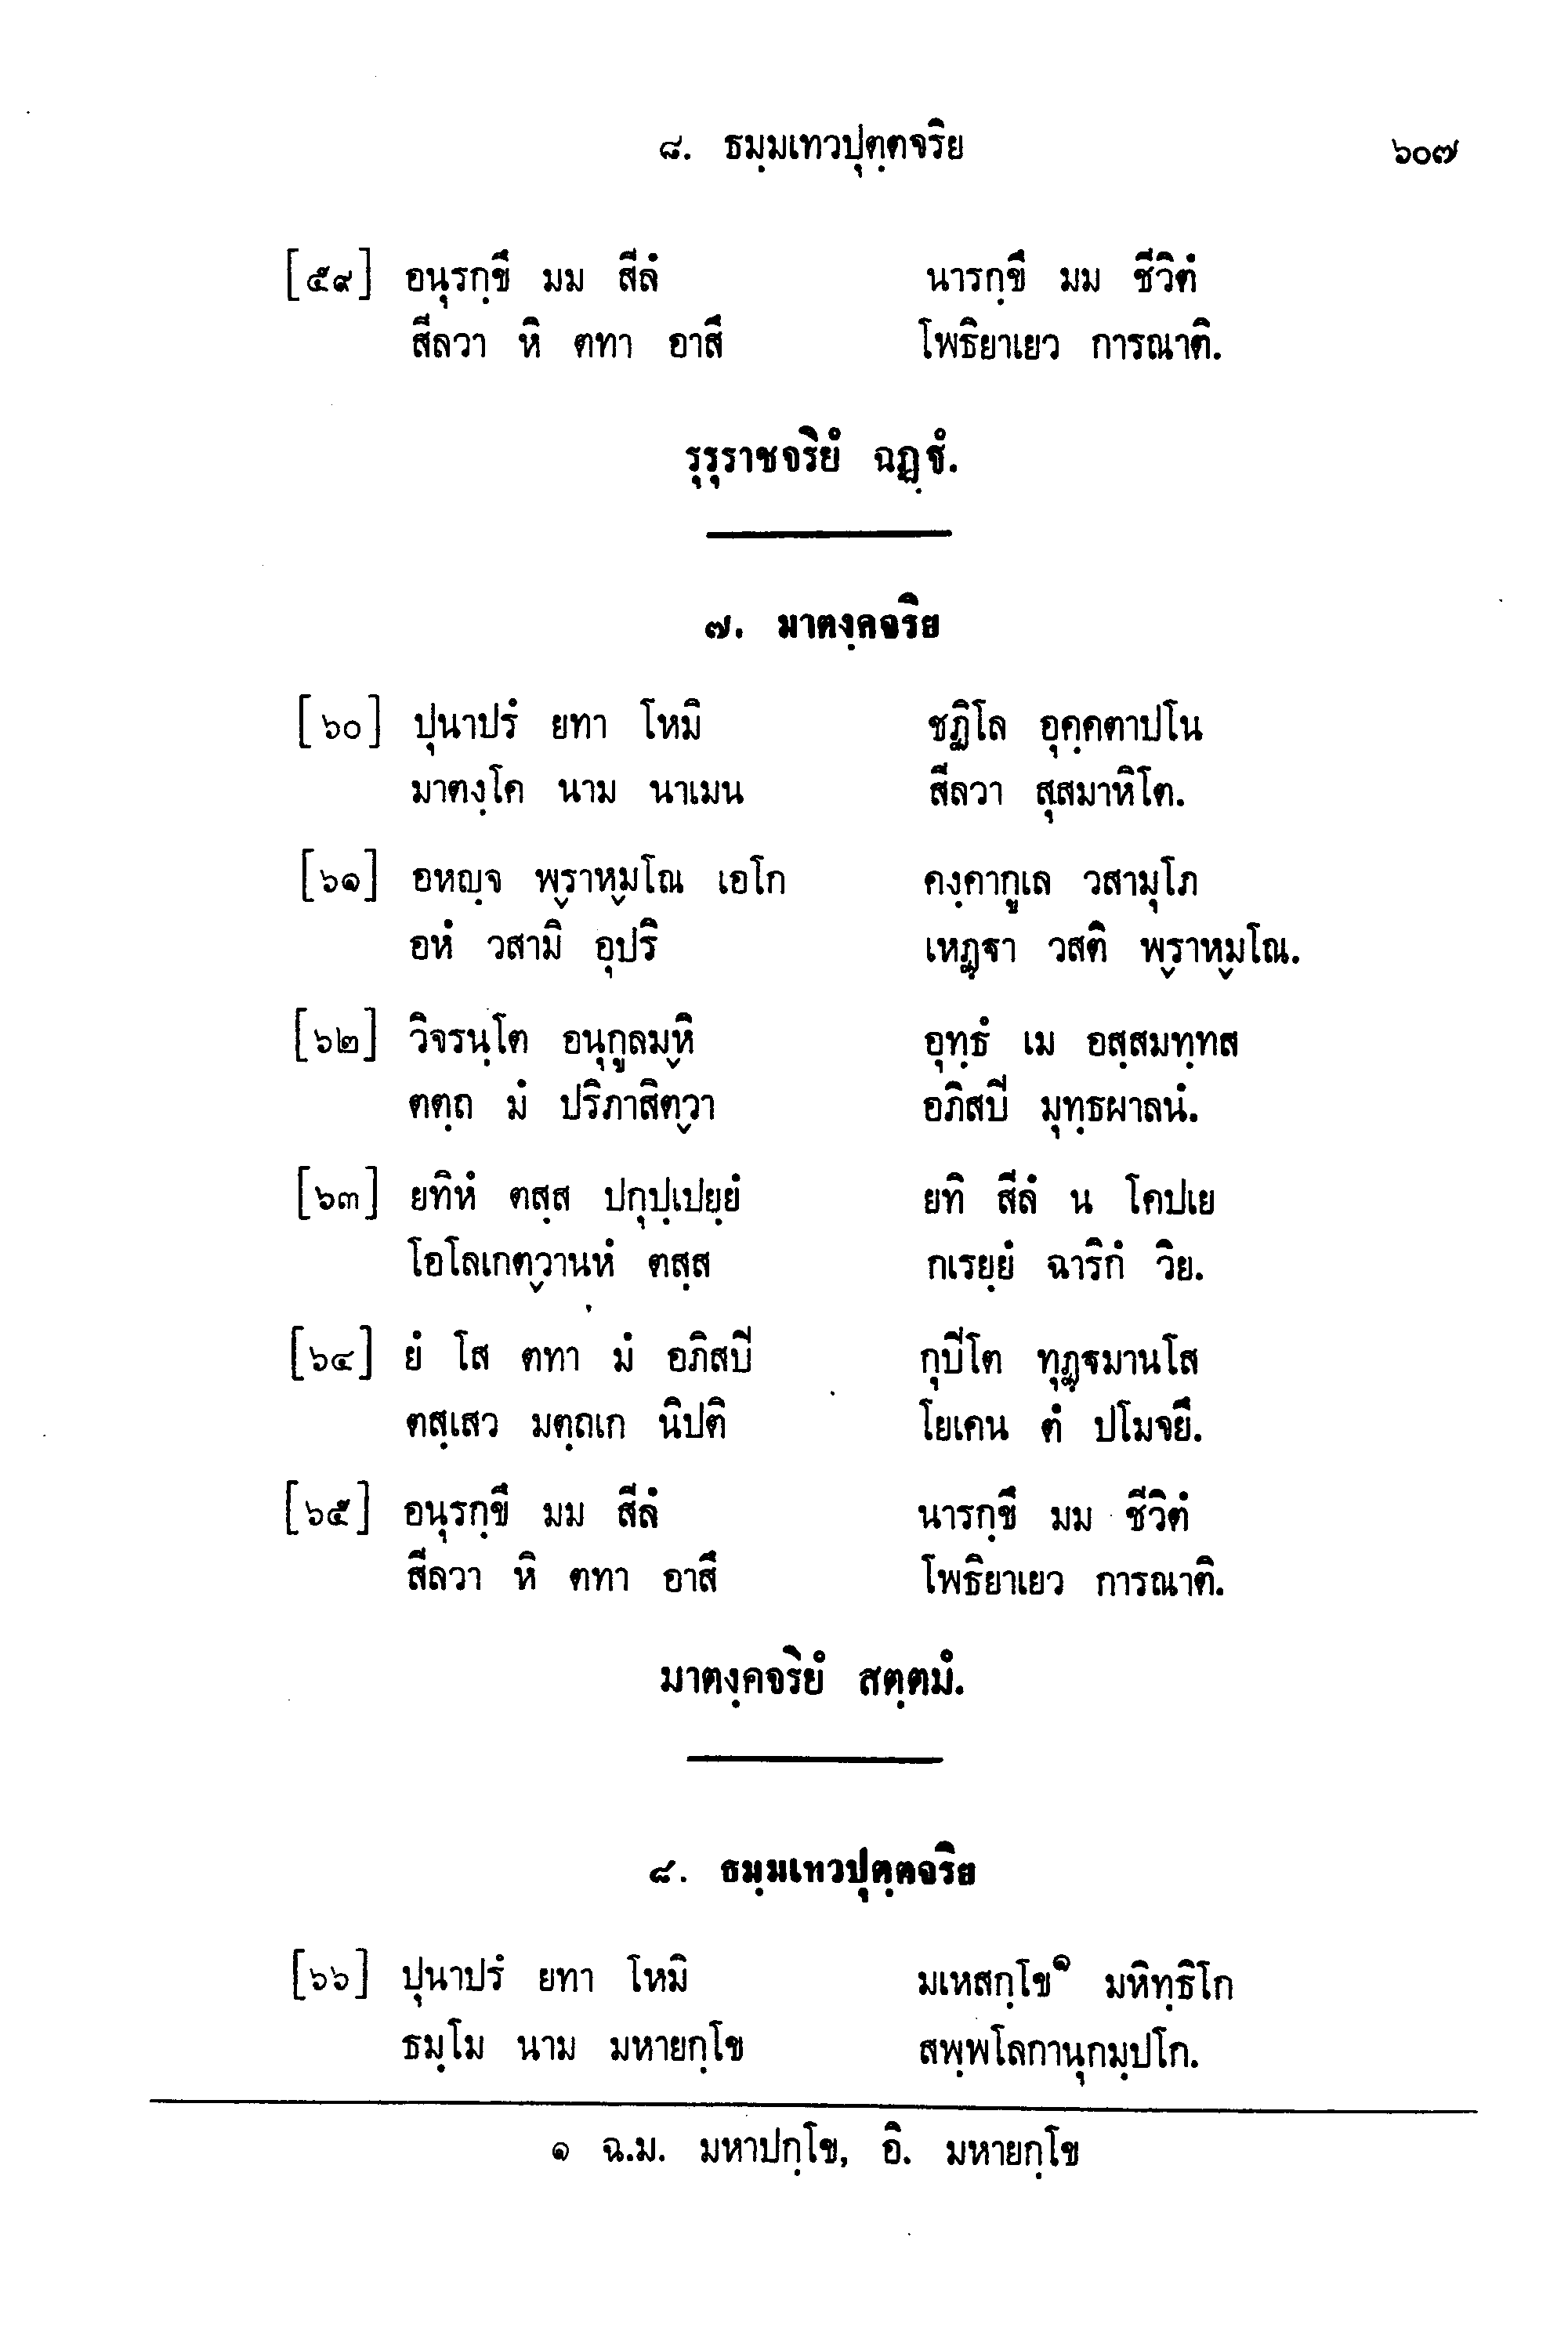 ๘. ธมฺมเทวปุตฺตจริย ๖๐๗
[๕๙] อนุรกฺขึ มม สีลํ นารกฺขึ มม ชีวิตํ
สีลวา หิ ตทา อาสึ โพธิยาเยว การณาติ.
รุรุราชจริยํ ฉฏฺฐํ.
๗. มาตงฺคจริย
[๖๐] ปุนาปรํ ยทา โหมิ ชฏิโล อุคฺคตาปโน
มาตงฺโค นาม นาเมน สีลวา สุสมาหิโต.
[๖๑] อหญฺจ พฺราหฺมโณ เอโก คงฺคากูเล วสามุโภ
อหํ วสามิ อุปริ เหฏฺฐา วสติ พฺราหฺมโณ.
[๖๒] วิจรนฺโต อนุกูลมฺหิ อุทฺธํ เม อสฺสมทฺทส
ตตฺถ มํ ปริภาสิตฺวา อภิสปี มุทฺธผาลนํ.
[๖๓] ยทิหํ ตสฺส ปกุปฺเปยฺยํ ยทิ สีลํ น โคปเย
โอโลเกตฺวานหํ ตสฺส กเรยฺยํ ฉาริกํ วิย.
[๖๔] ยํ โส ตทา มํ อภิสปี กุปีโต ทุฏฺฐมานโส
ตสฺเสว มตฺถเก นิปติ โยเคน ตํ ปโมจยึ.
[๖๕] อนุรกฺขึ มม สีลํ นารกฺขึ มม ชีวิตํ
สีลวา หิ ตทา อาสึ โพธิยาเยว การณาติ.
มาตงฺคจริยํ สตฺตมํ.
๘. ธมฺมเทวปุตฺตจริย
[๖๖] ปุนาปรํ ยทา โหมิ มเหสกฺโข๑ มหิทฺธิโก
ธมฺโม นาม มหายกฺโข สพฺพโลกานุกมฺปโก.
๑ ฉ.ม. มหาปกฺโข, อิ. มหายกฺโข